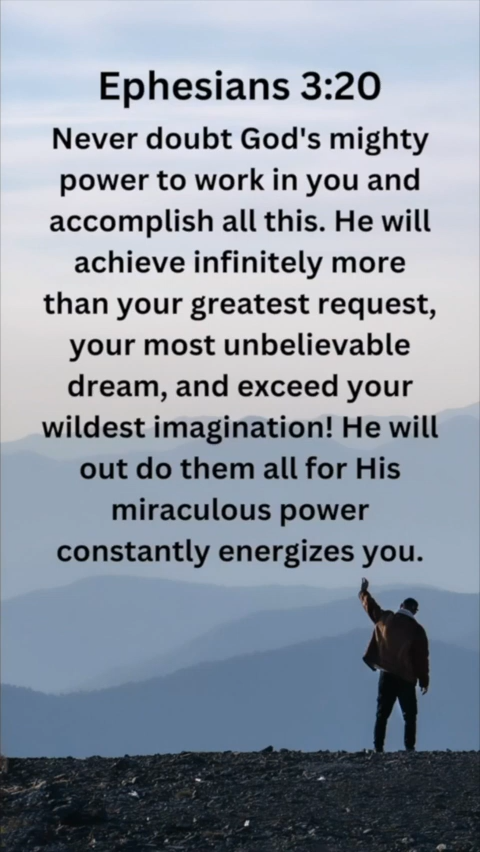 Ephesians 3:20
Never doubt God's mighty
power to work in you and
accomplish all this. He will
achieve infinitely more
than your greatest request,
your most unbelievable
dream, and exceed your
wildest imagination! He will
out do them all for His
miraculous power
constantly energizes you.